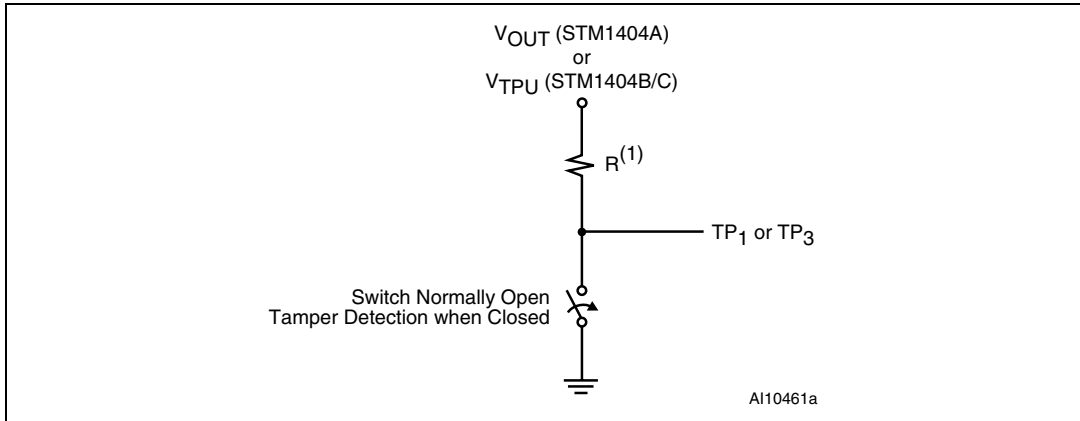 VOUT (STM1404A)
or
VTPU (STM1404B/C)
R(1)
TP1 or TP3
Switch Normally Open
Tamper Detection when Closed
AI10461a